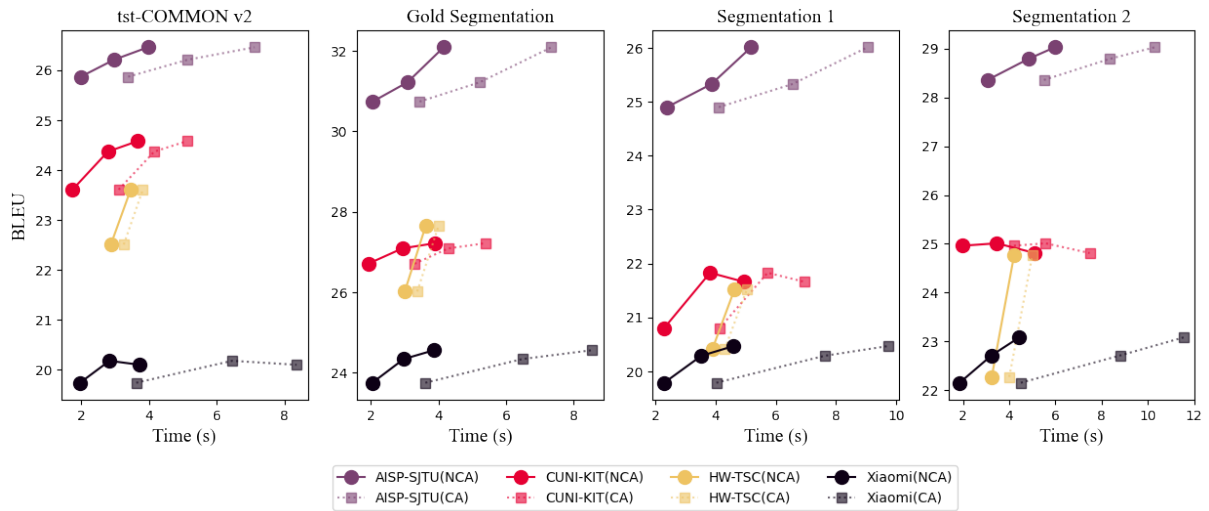 tst-COMMON v2
Gold Segmentation
Segmentation 1
Segmentation 2
BLEU
26
25
24
23
22
21
20
2
4
6
8
Time (s)
32
30
28
26
24
2
4
6
8
Time (s)
26
25
24
23
22
21
20
2
4
6
8
10
Time (s)
29
28
27
26
25
24
23
22
2
4
6
8
10
12
Time (s)
AISP-SJTU(NCA)
AISP-SJTU(CA)
CUNI-KIT(NCA)
CUNI-KIT(CA)
HW-TSC(NCA)
HW-TSC(CA)
Xiaomi(NCA)
Xiaomi(CA)